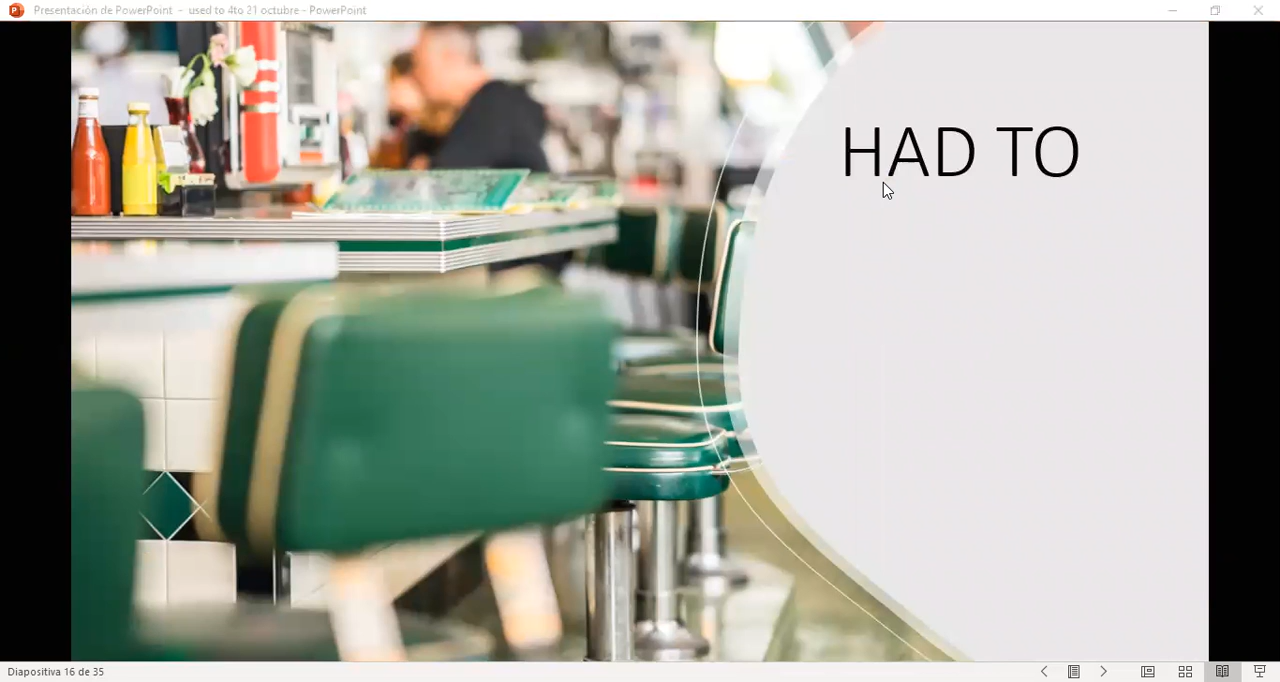 Presentación de PowerPoint - used to 4to 21 octubre - PowerPoint
HAD TO
Diapositiva 16 de 35